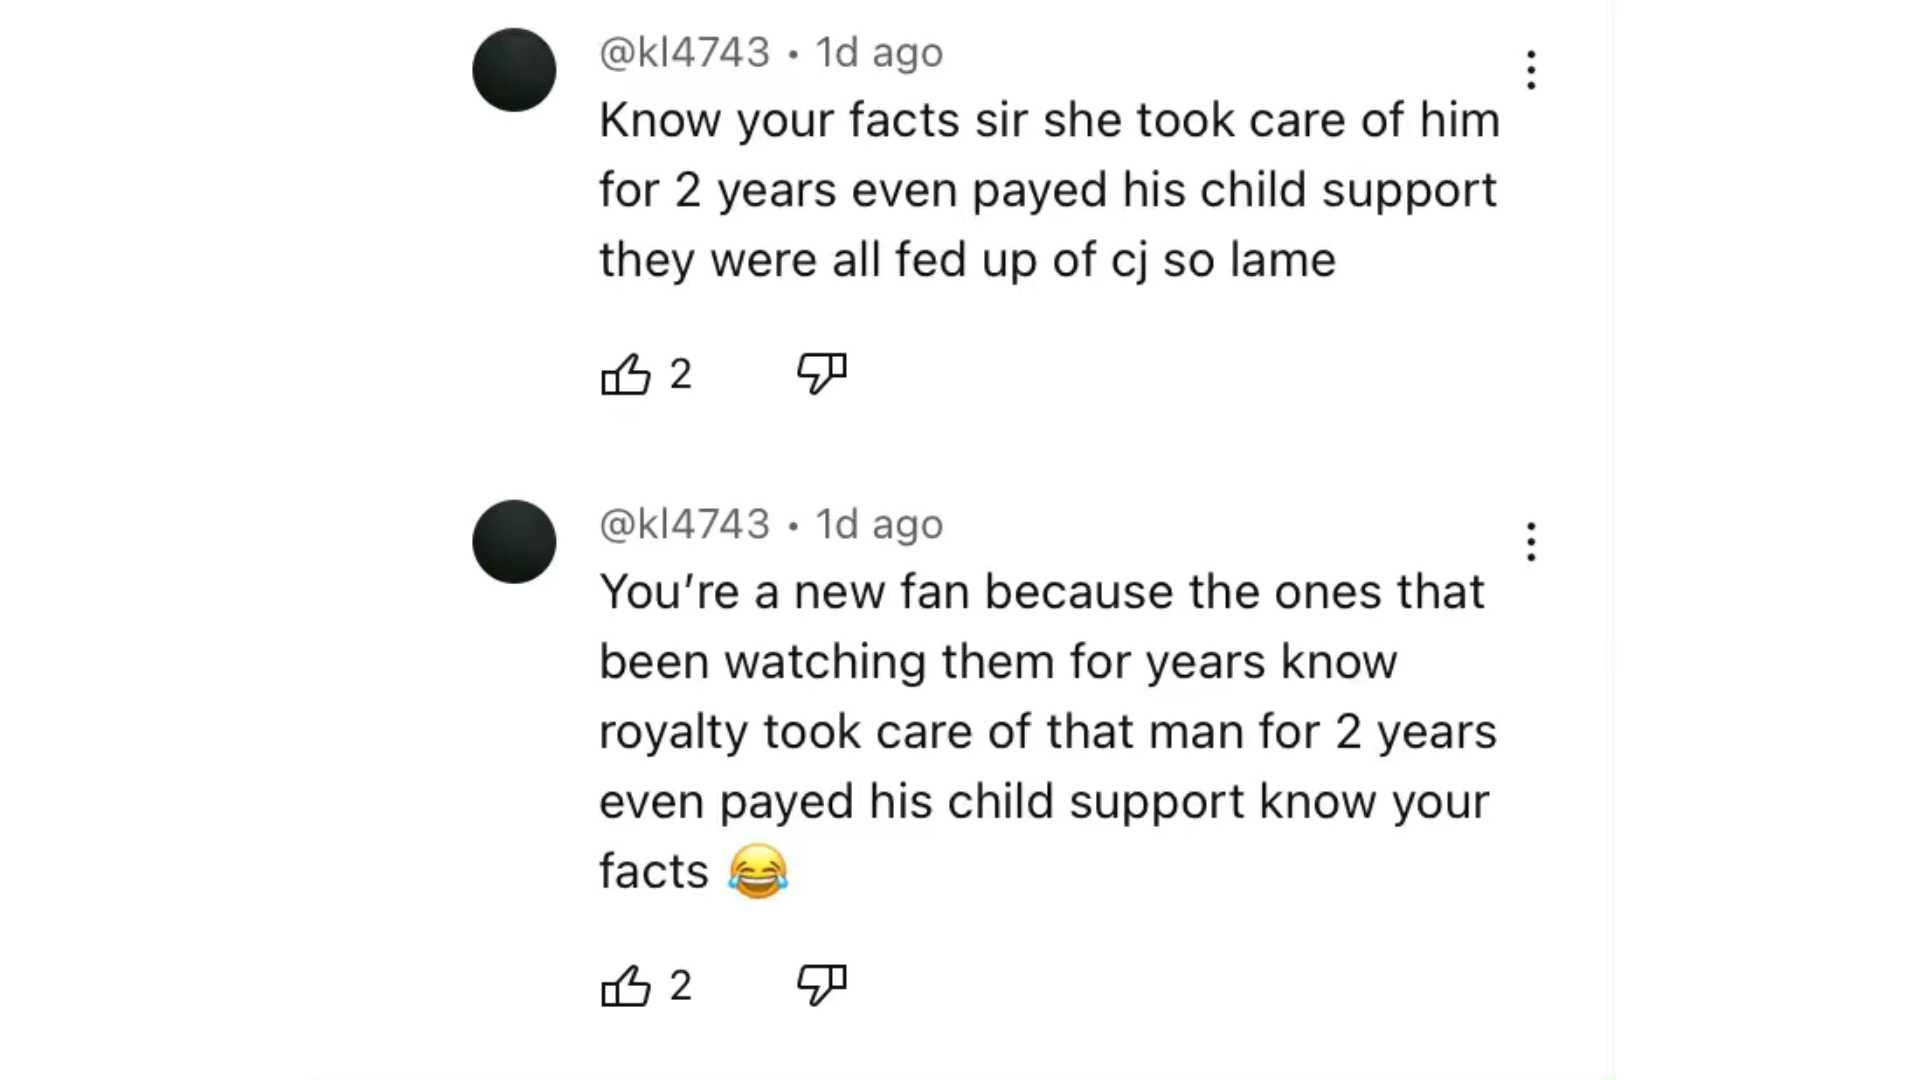 @kl4743 • 1d ago
Know your facts sir she took care of him
for 2 years even payed his child support
they were all fed up of cj so lame
2
@kl4743 • 1d ago
You’re a new fan because the ones that
been watching them for years know
royalty took care of that man for 2 years
even payed his child support know your
facts 😂
2